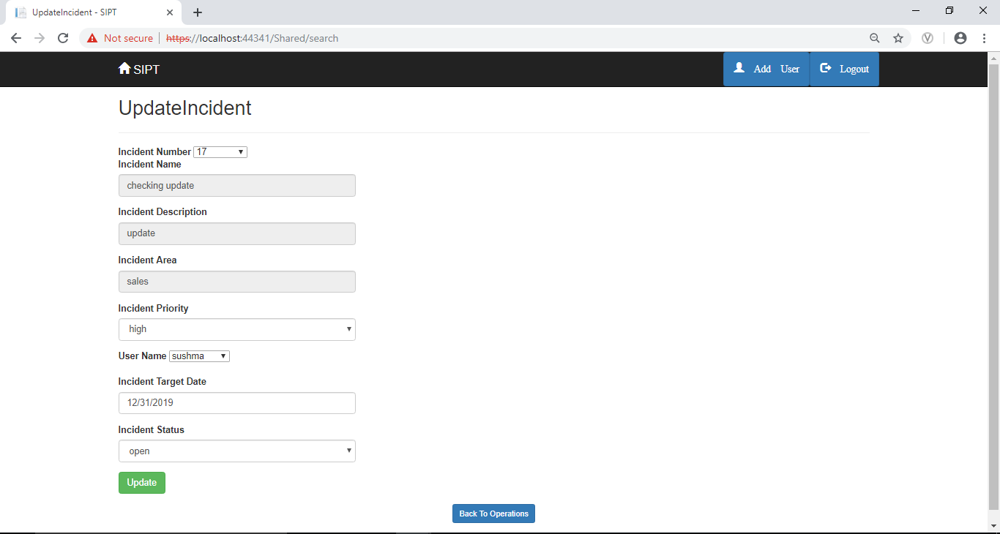 UpdateIncident - SIPT
Not secure https://localhost:44341/Shared/search
SIPT Add User Logout
UpdateIncident
Incident Number 17
Incident Name
checking update
Incident Description
update
Incident Area
sales
Incident Priority
high
User Name sushma
Incident Target Date
12/31/2019
Incident Status
open
Update
Back To Operations